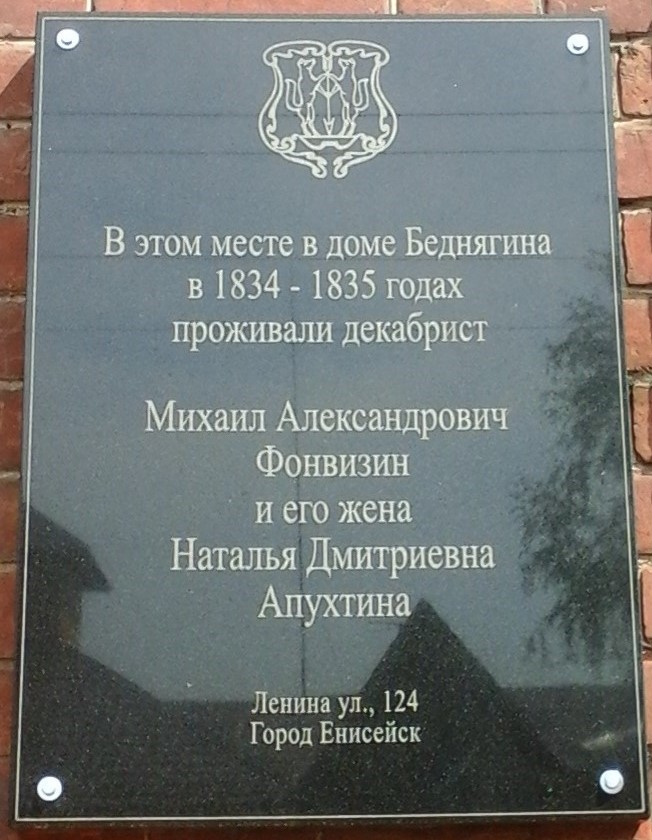 В этом месте в доме Беднягина
в 1834 - 1835 годах
проживали декабрист
Михаил Александрович
Фонвизин
и его жена
Наталья Дмитриевна
Апухтина
Ленина ул., 124
Город Енисейск